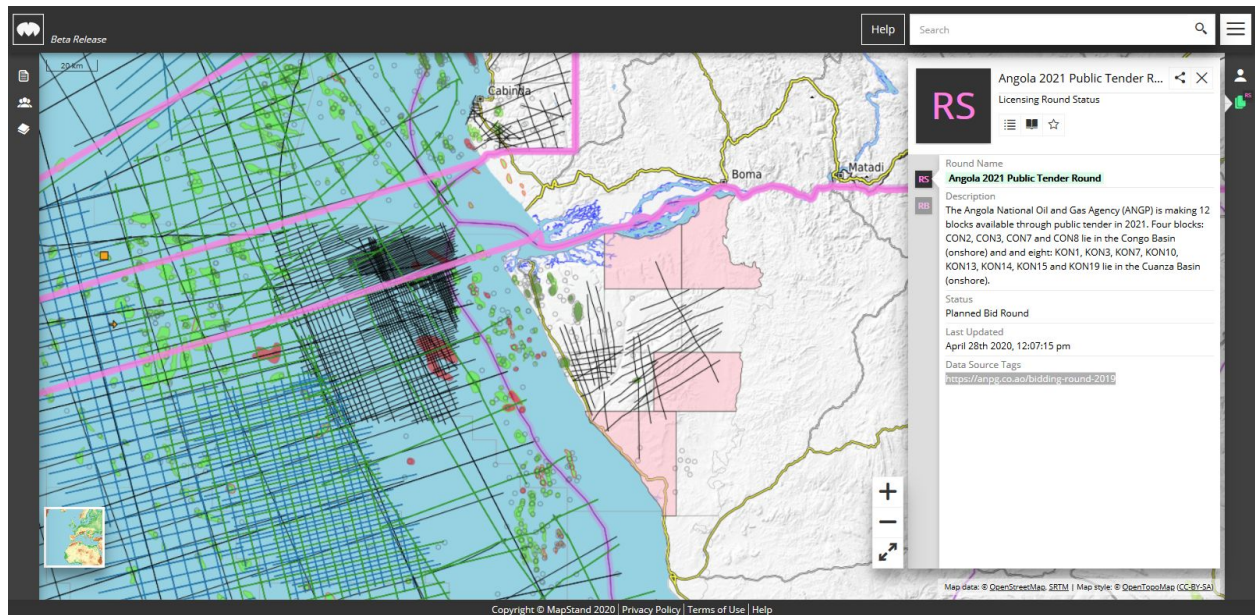 Beta Release
Help
Search
20 km
Cabinda
Boma
Matadi
RS
Angola 2021 Public Tender R...
Licensing Round Status
RS
RS
RB
Round Name
Angola 2021 Public Tender Round
Description
The Angola National Oil and Gas Agency (ANGP) is making 12
blocks available through public tender in 2021. Four blocks:
CON2, CON3, CON7 and CON8 lie in the Congo Basin
(onshore) and and eight: KON1, KON3, KON7, KON10,
KON13, KON14, KON15 and KON19 lie in the Cuanza Basin
(onshore).
Status
Planned Bid Round
Last Updated
April 28th 2020, 12:07:15 pm
Data Source Tags
https://anpg.co.ao/bidding-round-2019
Map data: © OpenStreetMap, SRTM | Map style: © OpenTopoMap (CC-BY-SA)
Copyright © MapStand 2020 | Privacy Policy | Terms of Use | Help